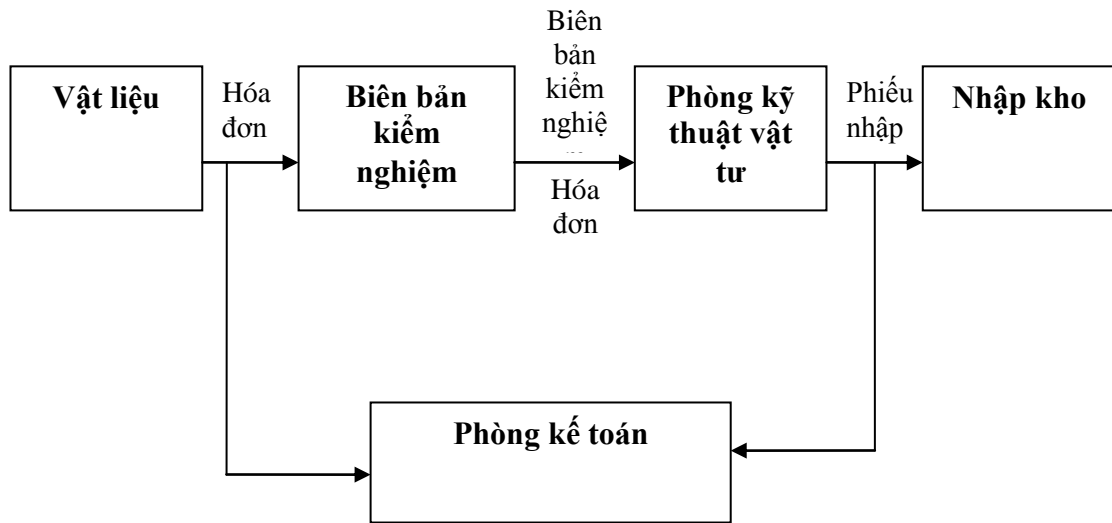 Vật liệu
Hóa
đơn
Biên bản
kiểm
nghiệm
Biên
bản
kiểm
nghiệ
Hóa
đơn
Phòng kỹ
thuật vật
tư
Phiếu
nhập
Nhập kho
Phòng kế toán